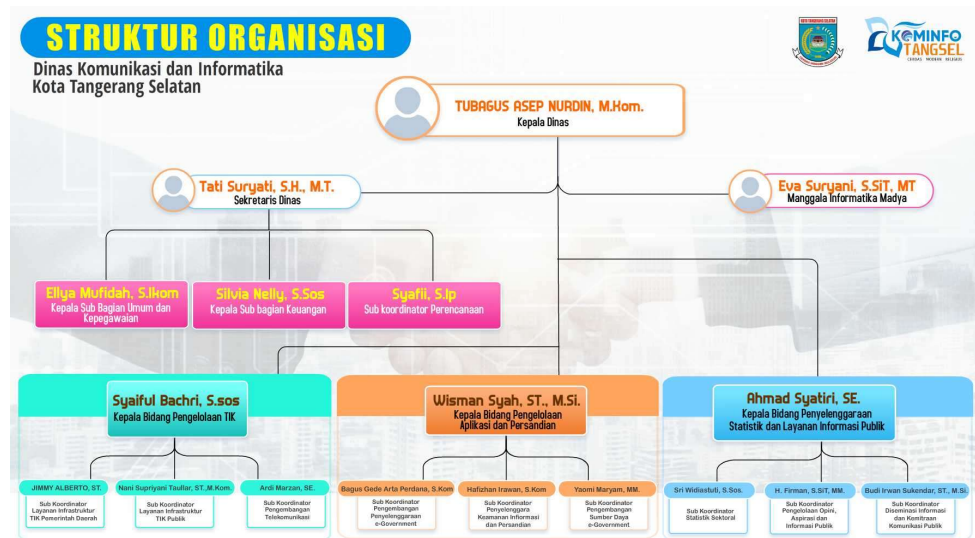 STRUKTUR ORGANISASI
Dinas Komunikasi dan Informatika
Kota Tangerang Selatan
KOTA TANGERANG SELATAN
KOMINFO
TANGSEL
CERDAS MODERN RELIGIUS
TUBAGUS ASEP NURDIN, M.Kom.
Kepala Dinas
Tati Suryati, S.H., M.T.
Sekretaris Dinas
Eva Suryani, S.SiT, MT
Manggala Informatika Madya
Ellya Mufidah, S.Ikom
Kepala Sub Bagian Umum dan
Kepegawaian
Silvia Nelly, S.Sos
Kepala Sub bagian Keuangan
Syafii, S.Ip
Sub koordinator Perencanaan
Syaiful Bachri, S.sos
Kepala Bidang Pengelolaan TIK
Wisman Syah, ST., M.Si.
Kepala Bidang Pengelolaan
Aplikasi dan Persandian
Ahmad Syatiri, SE.
Kepala Bidang Penyelenggaraan
Statistik dan Layanan Informasi Publik
JIMMY ALBERTO, ST.
Sub Koordinator
Layanan Infrastruktur
TIK Pemerintah Daerah
Nani Supriyani Taullar, ST.,M.Kom.
Sub Koordinator
Layanan Infrastruktur
TIK Publik
Ardi Marzan, SE.
Sub Koordinator
Pengembangan
Telekomunikasi
Bagus Gede Arta Perdana, S.Kom
Sub Koordinator
Pengembangan
Penyelenggaraan
e-Government
Hafizhan Irawan, S.Kom
Sub Koordinator
Penyelenggara
Keamanan Informasi
dan Persandian
Yaomi Maryam, MM.
Sub Koordinator
Pengembangan
Sumber Daya
e-Government
Sri Widiastuti, S.Sos.
Sub Koordinator
Statistik Sektoral
H. Firman, S.SiT, MM.
Sub Koordinator
Pengelolaan Opini,
Aspirasi dan
Informasi Publik
Budi Irwan Sukendar, ST., M.Si.
Sub Koordinator
Diseminasi Informasi
dan Kemitraan
Komunikasi Publik